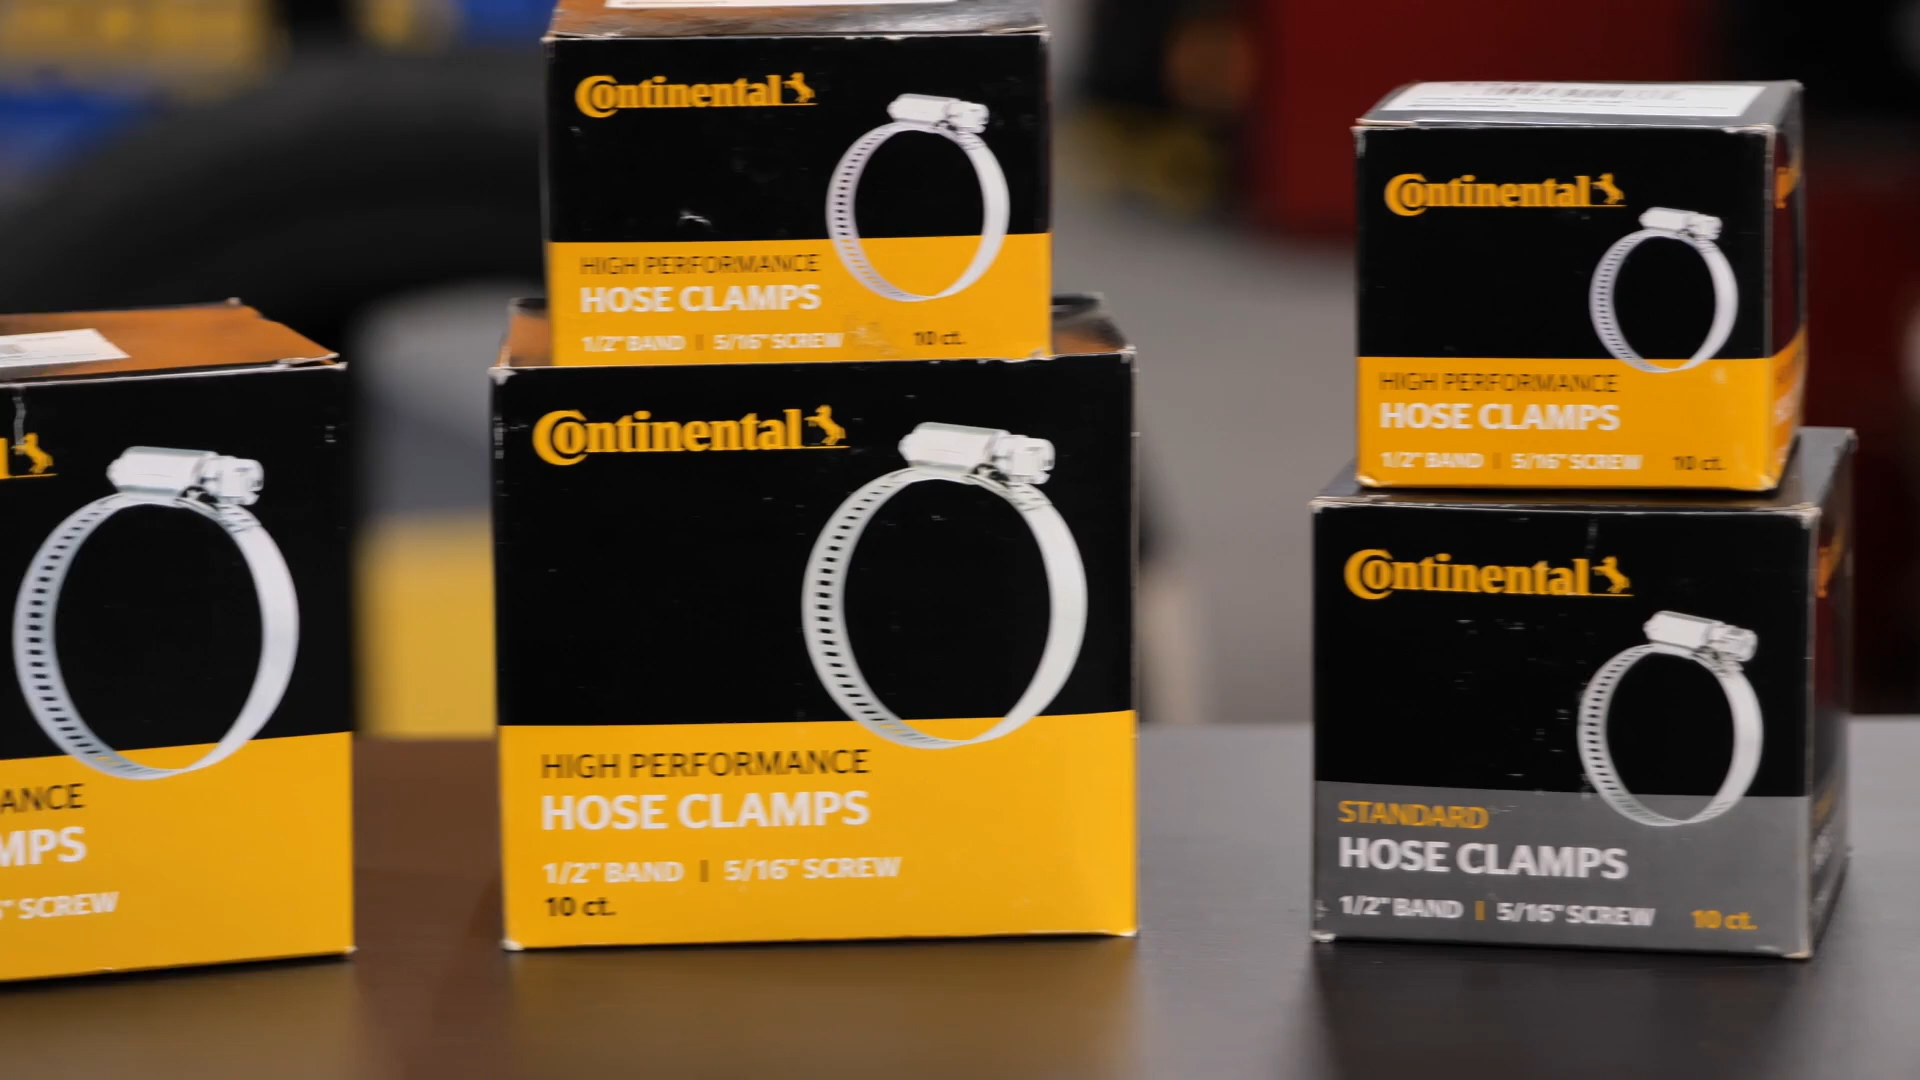 Continental
HIGH PERFORMANCE
HOSE CLAMPS
1/2" BAND | 5/16" SCREW 10 ct.
Continental
HIGH PERFORMANCE
HOSE CLAMPS
1/2" BAND | 5/16" SCREW
10 ct.
ANCE
MPS
" SCREW
Continental
HIGH PERFORMANCE
HOSE CLAMPS
1/2" BAND | 5/16" SCREW 10 ct.
Continental
STANDARD
HOSE CLAMPS
1/2" BAND | 5/16" SCREW 10 ct.